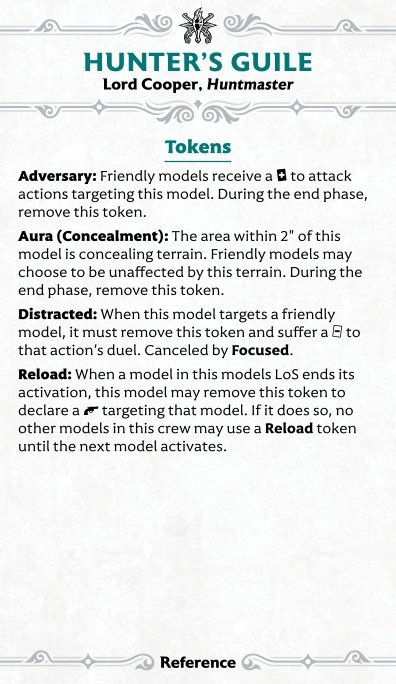 HUNTER'S GUILE
Lord Cooper, Huntmaster
Tokens
Adversary: Friendly models receive a to attack
actions targeting this model. During the end phase,
remove this token.
Aura (Concealment): The area within 2" of this
model is concealing terrain. Friendly models may
choose to be unaffected by this terrain. During the
end phase, remove this token.
Distracted: When this model targets a friendly
model, it must remove this token and suffer a to
that action's duel. Canceled by Focused.
Reload: When a model in this models LoS ends its
activation, this model may remove this token to
declare a targeting that model. If it does so, no
other models in this crew may use a Reload token
until the next model activates.
Reference